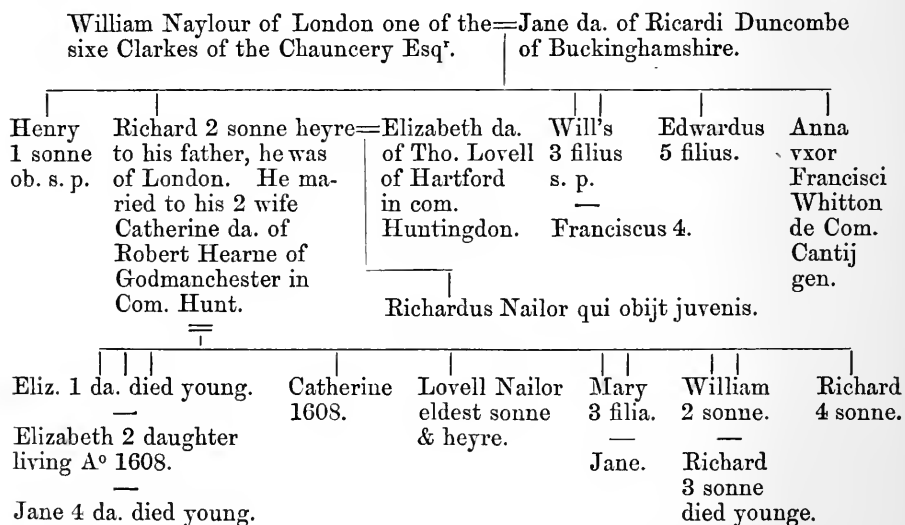 William Naylour of London one of the=Jane da. of Ricardi Duncombe
sixe Clarkes of the Chauncery Esqʳ. of Buckinghamshire.
Henry
1 sonne
ob. s. p.
Richard 2 sonne heyre=
to his father, he was
of London. He ma-
ried to his 2 wife
Catherine da. of
Robert Hearne of
Godmanchester in
Com. Hunt.
Elizabeth da.
of Tho. Lovell
of Hartford
in com.
Huntingdon.
Will's
3 filius
s. p.
—
Franciscus 4.
Edwardus
5 filius.
Anna
vxor
Francisci
Whitton
de Com.
Cantij
gen.
Richardus Nailor qui obijt juvenis.
Eliz. 1 da. died young.
—
Elizabeth 2 daughter
living Aº 1608.
—
Jane 4 da. died young.
Catherine
1608.
Lovell Nailor
eldest sonne
& heyre.
Mary
3 filia.
—
Jane.
William
2 sonne.
—
Richard
3 sonne
died younge.
Richard
4 sonne.